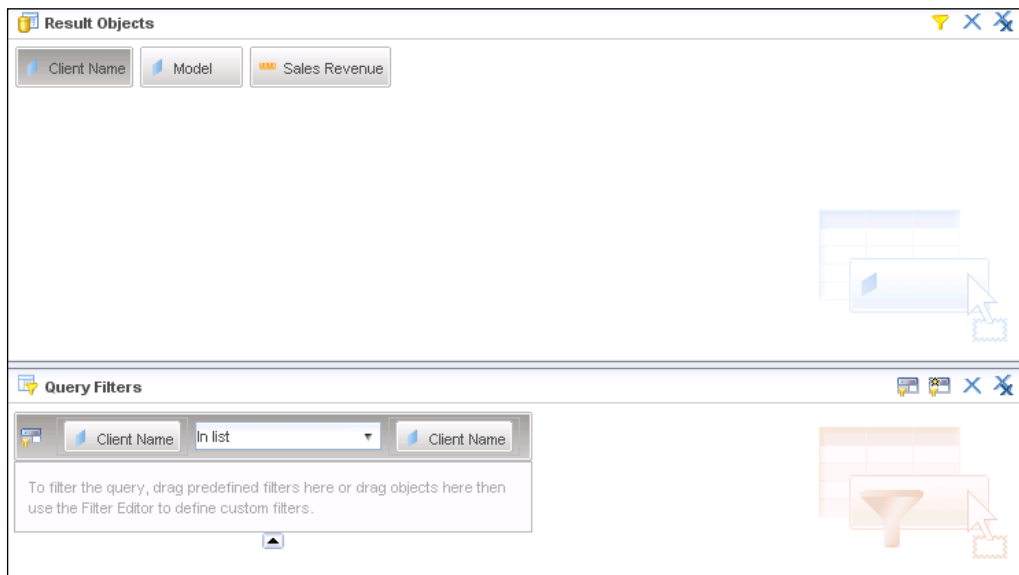 Result Objects
Client Name
Model
Sales Revenue
Query Filters
Client Name
In list
Client Name
To filter the query, drag predefined filters here or drag objects here then
use the Filter Editor to define custom filters.